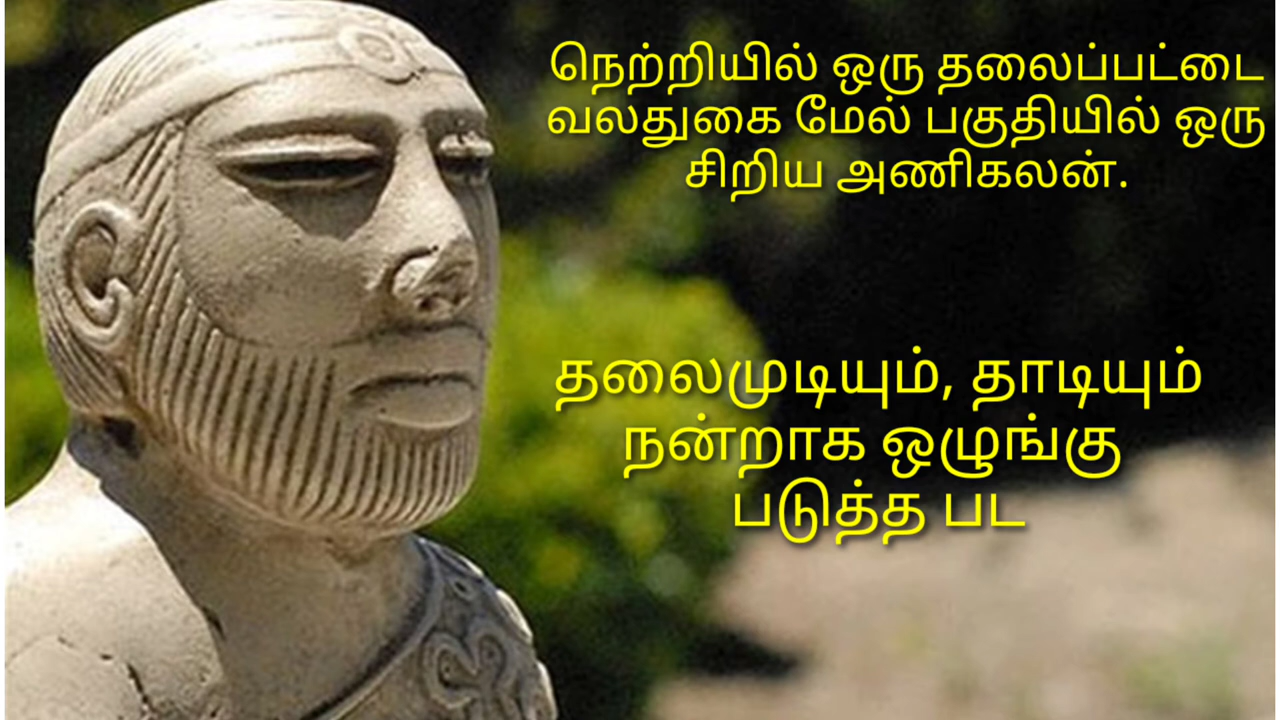 நெற்றியில் ஒரு தலைப்பட்டை
வலதுகை மேல் பகுதியில் ஒரு
சிறிய அணிகலன்.
தலைமுடியும், தாடியும்
நன்றாக ஒழுங்கு
படுத்த பட